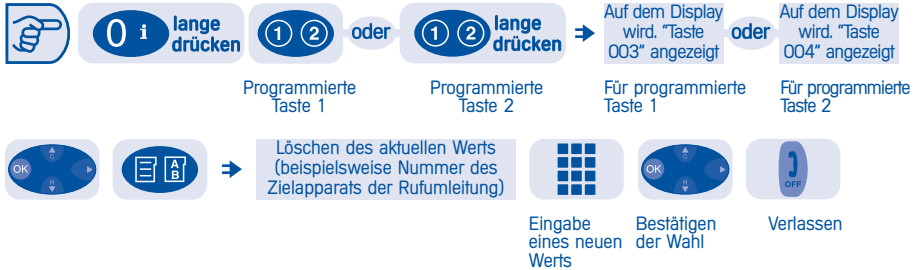 0 i
lange
drücken
1 2
oder
1 2
lange
drücken
Auf dem Display
wird. "Taste
003" angezeigt
oder
Auf dem Display
wird. "Taste
004" angezeigt
Programmierte
Taste 1
Programmierte
Taste 2
Für programmierte
Taste 1
Für programmierte
Taste 2
OK
C
R
A
B
Löschen des aktuellen Werts
(beispielsweise Nummer des
Zielapparats der Rufumleitung)
OK
C
R
OFF
Eingabe
eines neuen
Werts
Bestätigen
der Wahl
Verlassen